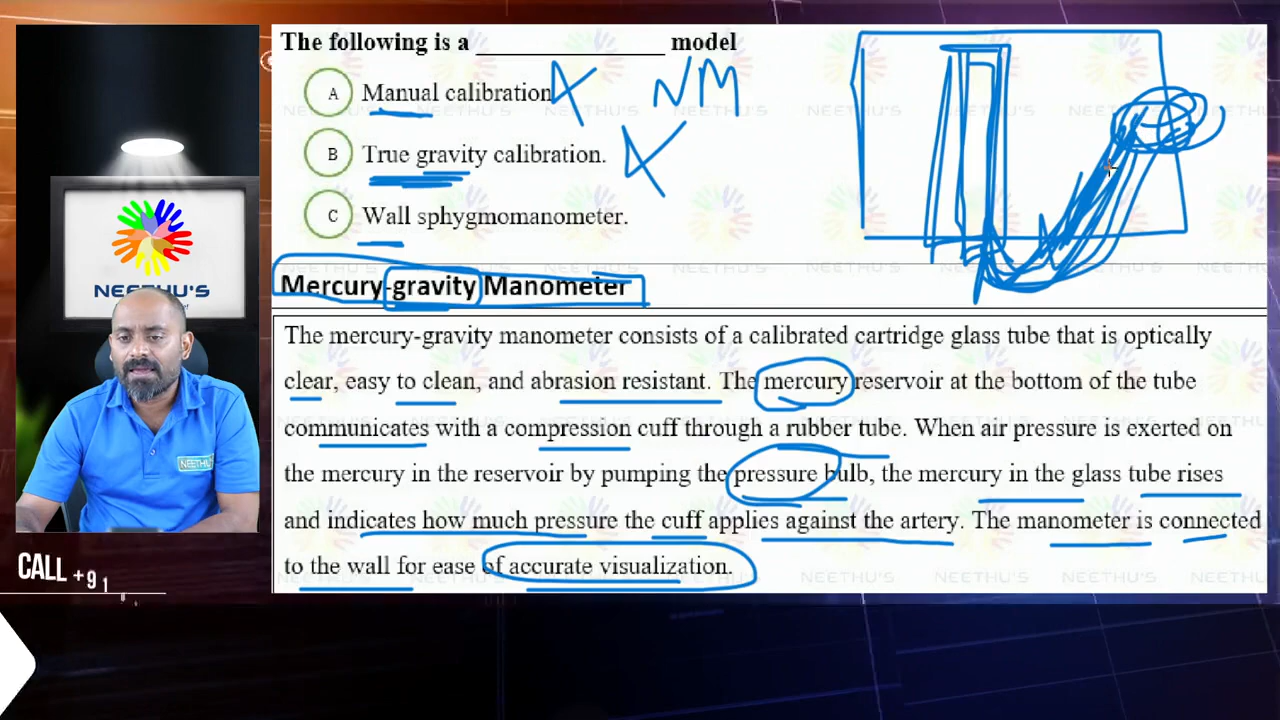 The following is a ______________ model
A Manual calibration NM
B True gravity calibration.
C Wall sphygmomanometer.
Mercury-gravity Manometer
The mercury-gravity manometer consists of a calibrated cartridge glass tube that is optically
clear, easy to clean, and abrasion resistant. The mercury reservoir at the bottom of the tube
communicates with a compression cuff through a rubber tube. When air pressure is exerted on
the mercury in the reservoir by pumping the pressure bulb, the mercury in the glass tube rises
and indicates how much pressure the cuff applies against the artery. The manometer is connected
to the wall for ease of accurate visualization.
NEETHU'S
NEETHU'S
CALL +91